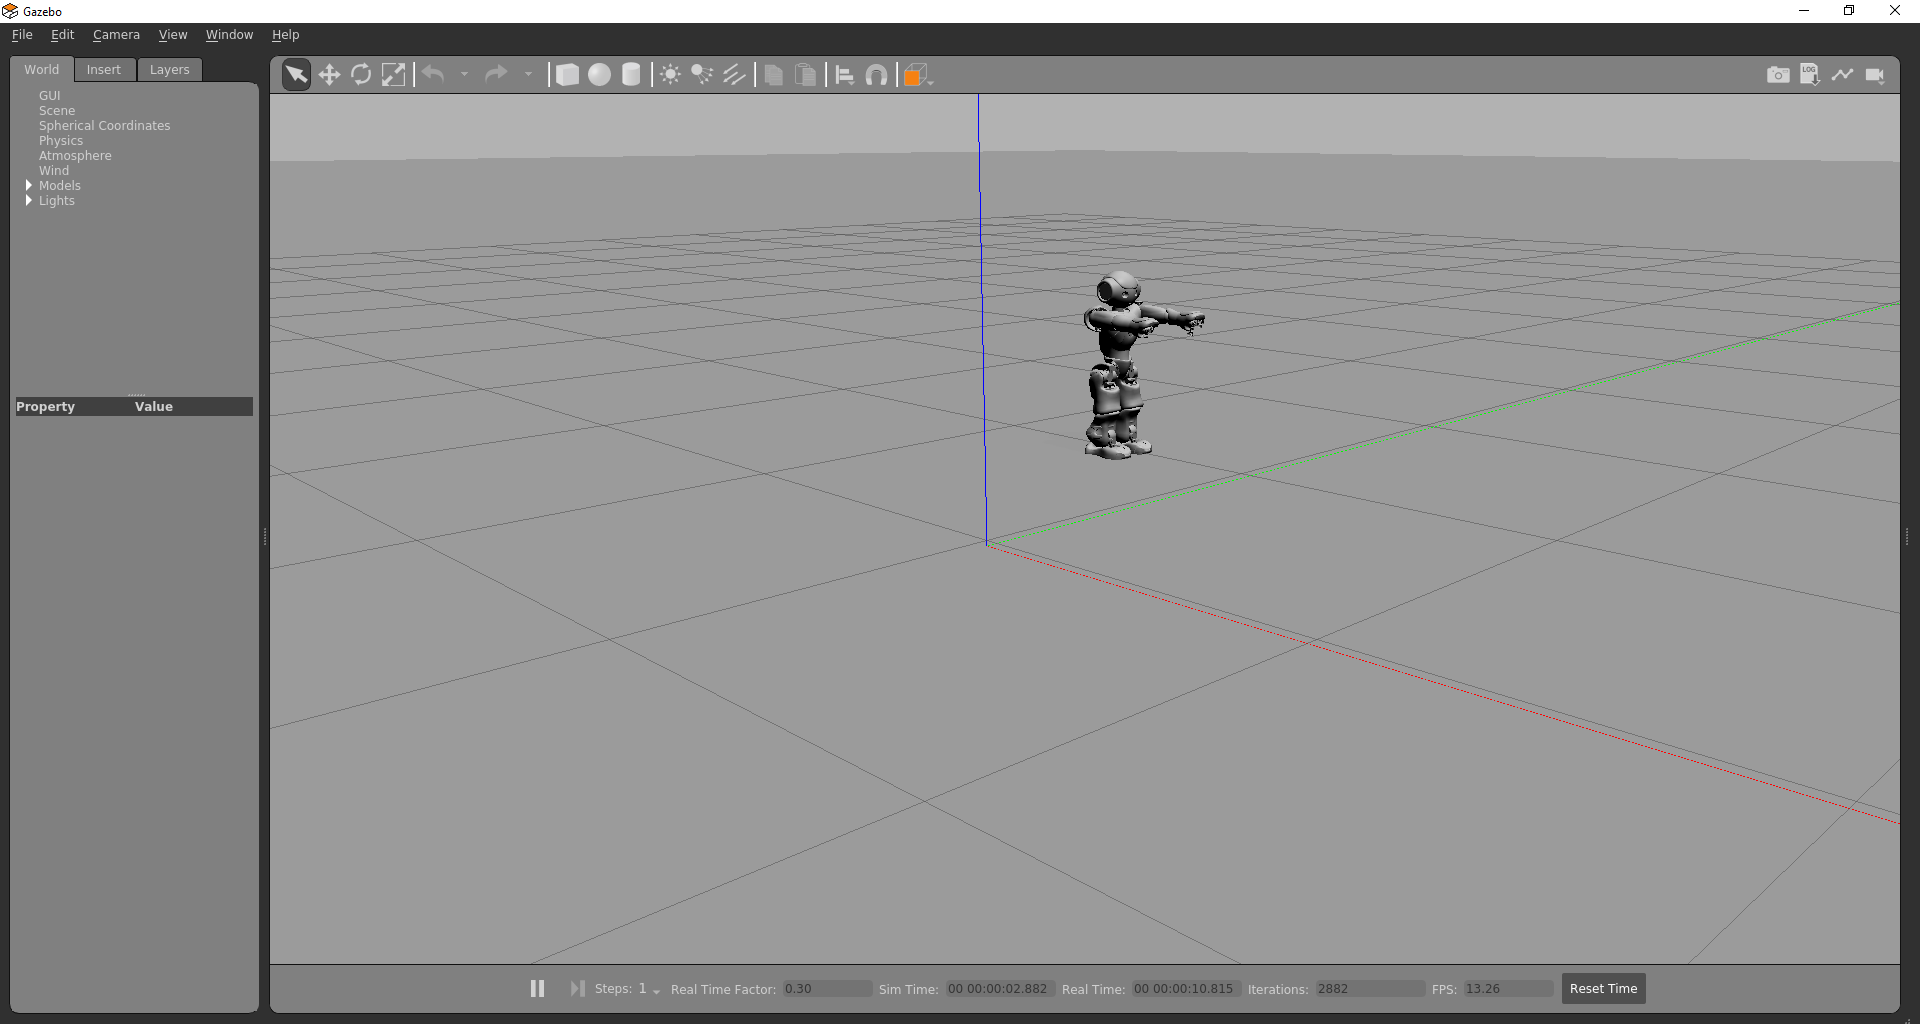 Gazebo
File Edit Camera View Window Help
World Insert Layers
LOG
GUI
Scene
Spherical Coordinates
Physics
Atmosphere
Wind
Models
Lights
Property Value
Steps: 1 Real Time Factor: 0.30 Sim Time: 00 00:00:02.882 Real Time: 00 00:00:10.815 Iterations: 2882 FPS: 13.26 Reset Time